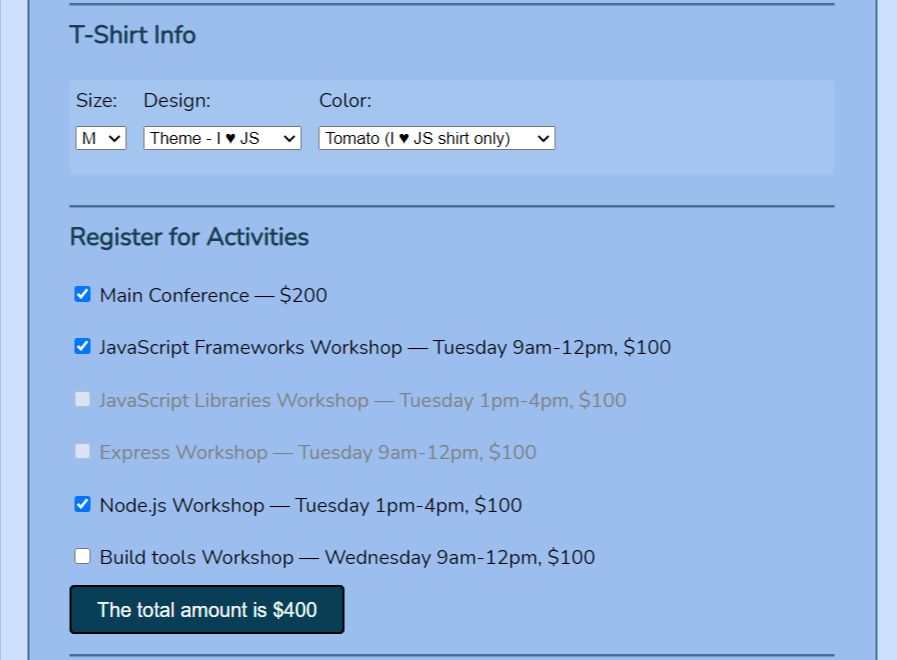 T-Shirt Info
Size: Design: Color:
M Theme - I ♥ JS Tomato (I ♥ JS shirt only)
Register for Activities
Main Conference — $200
JavaScript Frameworks Workshop — Tuesday 9am-12pm, $100
JavaScript Libraries Workshop — Tuesday 1pm-4pm, $100
Express Workshop — Tuesday 9am-12pm, $100
Node.js Workshop — Tuesday 1pm-4pm, $100
Build tools Workshop — Wednesday 9am-12pm, $100
The total amount is $400